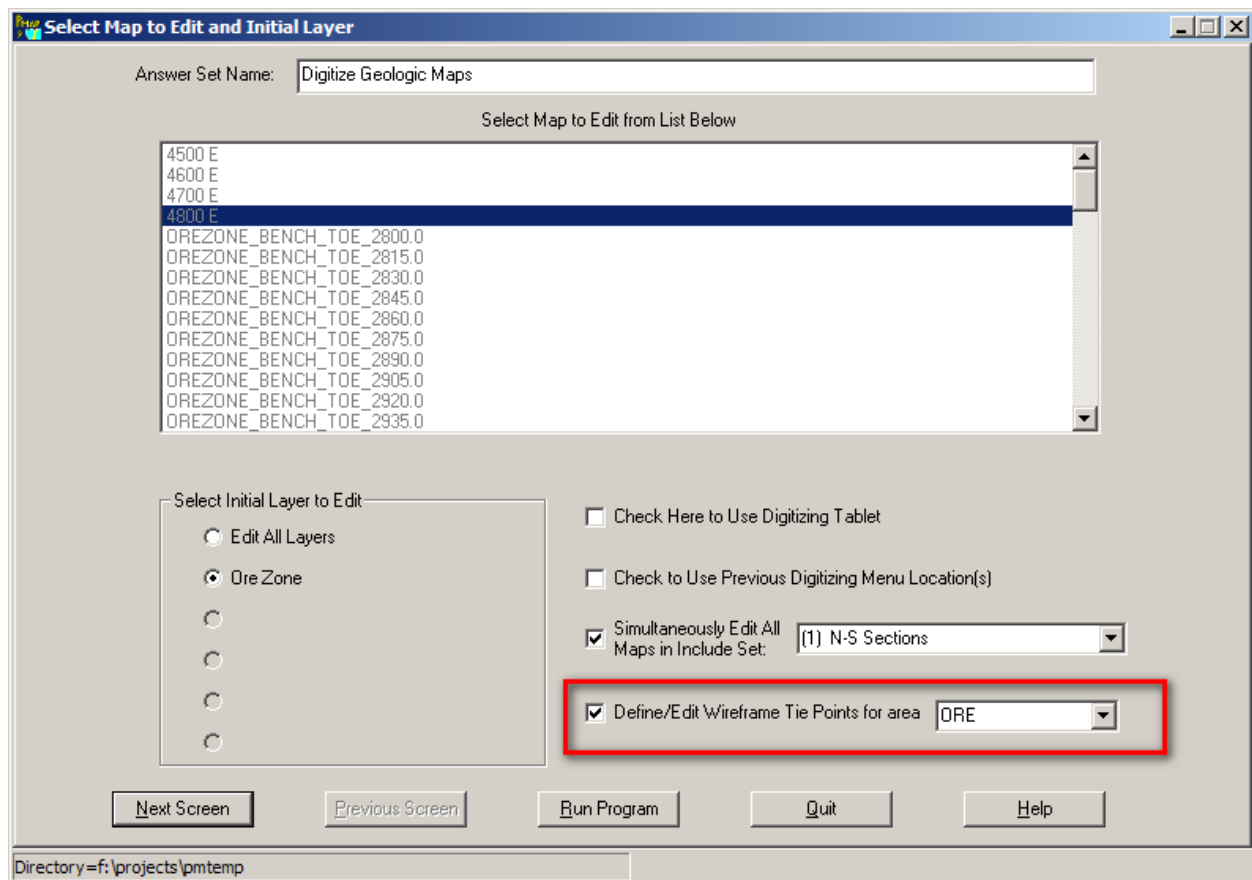 Select Map to Edit and Initial Layer
Answer Set Name: Digitize Geologic Maps
Select Map to Edit from List Below
4500 E
4600 E
4700 E
4800 E
OREZONE_BENCH_TOE_2800.0
OREZONE_BENCH_TOE_2815.0
OREZONE_BENCH_TOE_2830.0
OREZONE_BENCH_TOE_2845.0
OREZONE_BENCH_TOE_2860.0
OREZONE_BENCH_TOE_2875.0
OREZONE_BENCH_TOE_2890.0
OREZONE_BENCH_TOE_2905.0
OREZONE_BENCH_TOE_2920.0
OREZONE_BENCH_TOE_2935.0
Select Initial Layer to Edit
Edit All Layers
Ore Zone
Check Here to Use Digitizing Tablet
Check to Use Previous Digitizing Menu Location(s)
Simultaneously Edit All
Maps in Include Set: (1) N-S Sections
Define/Edit Wireframe Tie Points for area ORE
Next Screen Previous Screen Run Program Quit Help
Directory=f:\projects\pmtemp